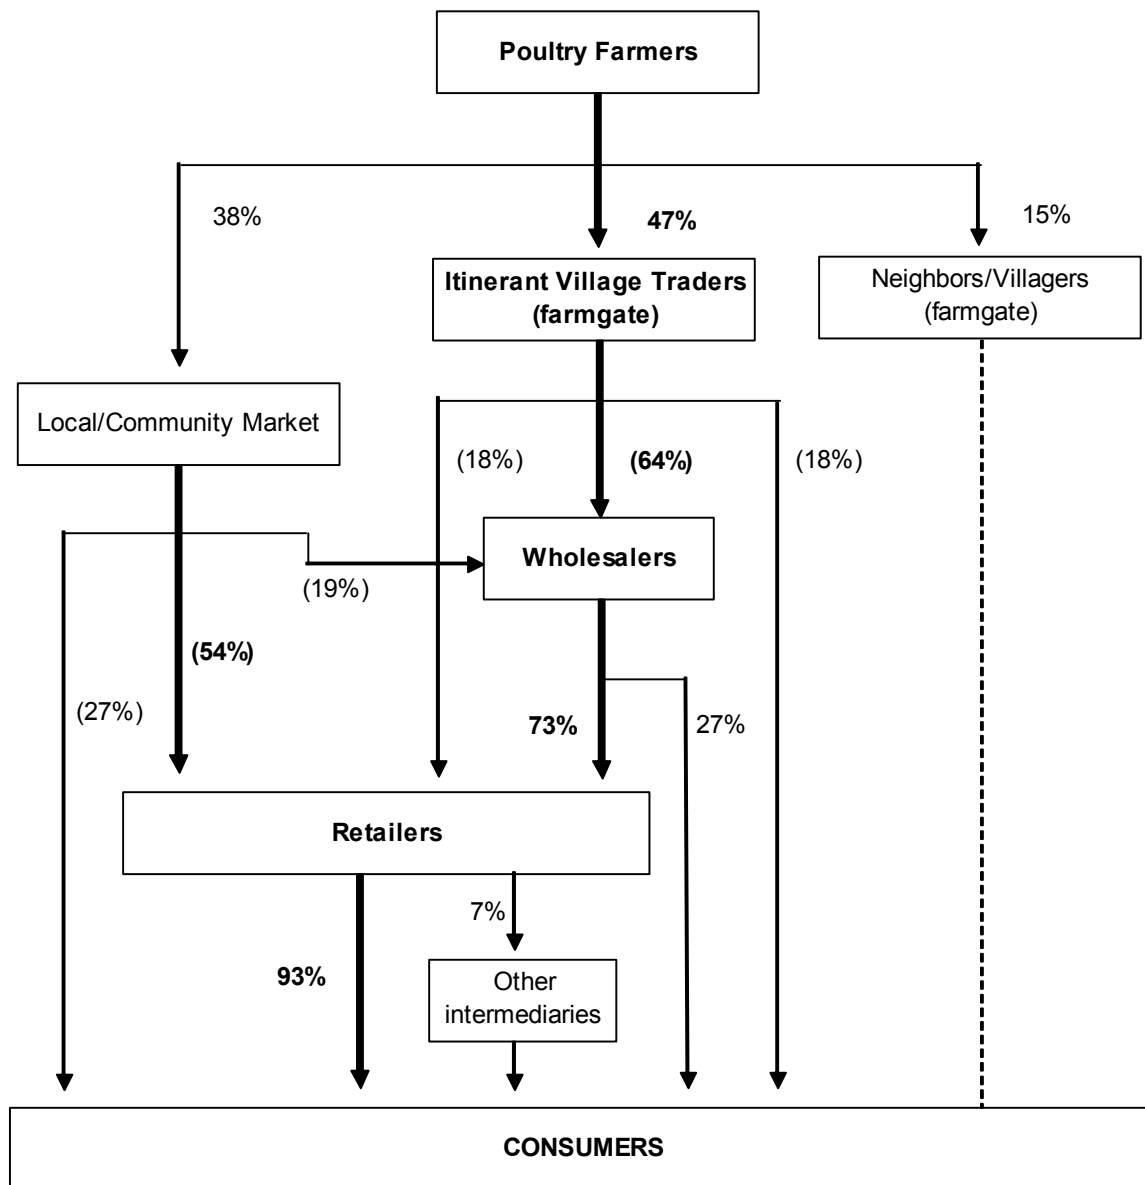 Poultry Farmers
38%
47%
15%
Itinerant Village Traders
(farmgate)
Neighbors/Villagers
(farmgate)
Local/Community Market
(18%)
(64%)
(18%)
Wholesalers
(19%)
(54%)
(27%)
73%
27%
Retailers
7%
93%
Other
intermediaries
CONSUMERS